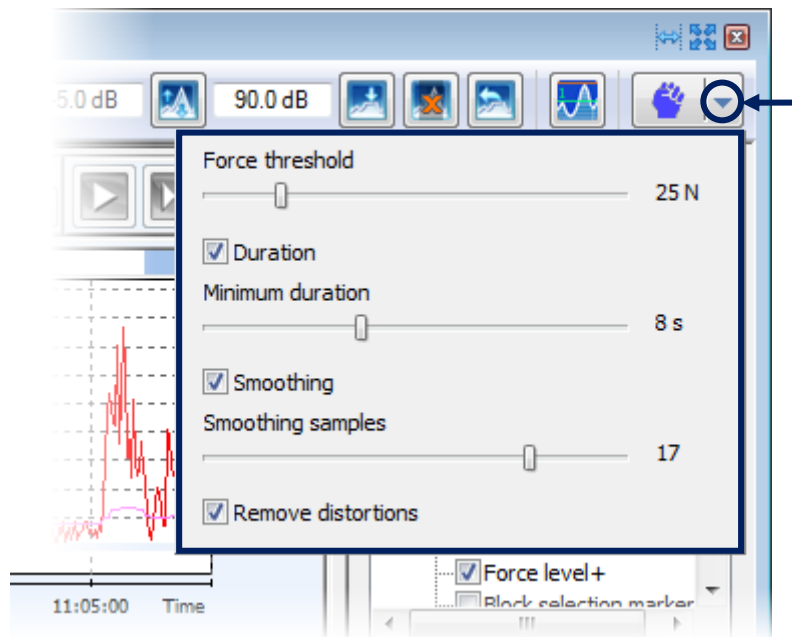 5.0 dB
90.0 dB
Force threshold
25 N
Duration
Minimum duration
8 s
Smoothing
Smoothing samples
17
Remove distortions
Force level+
Block selection marker
11:05:00
Time